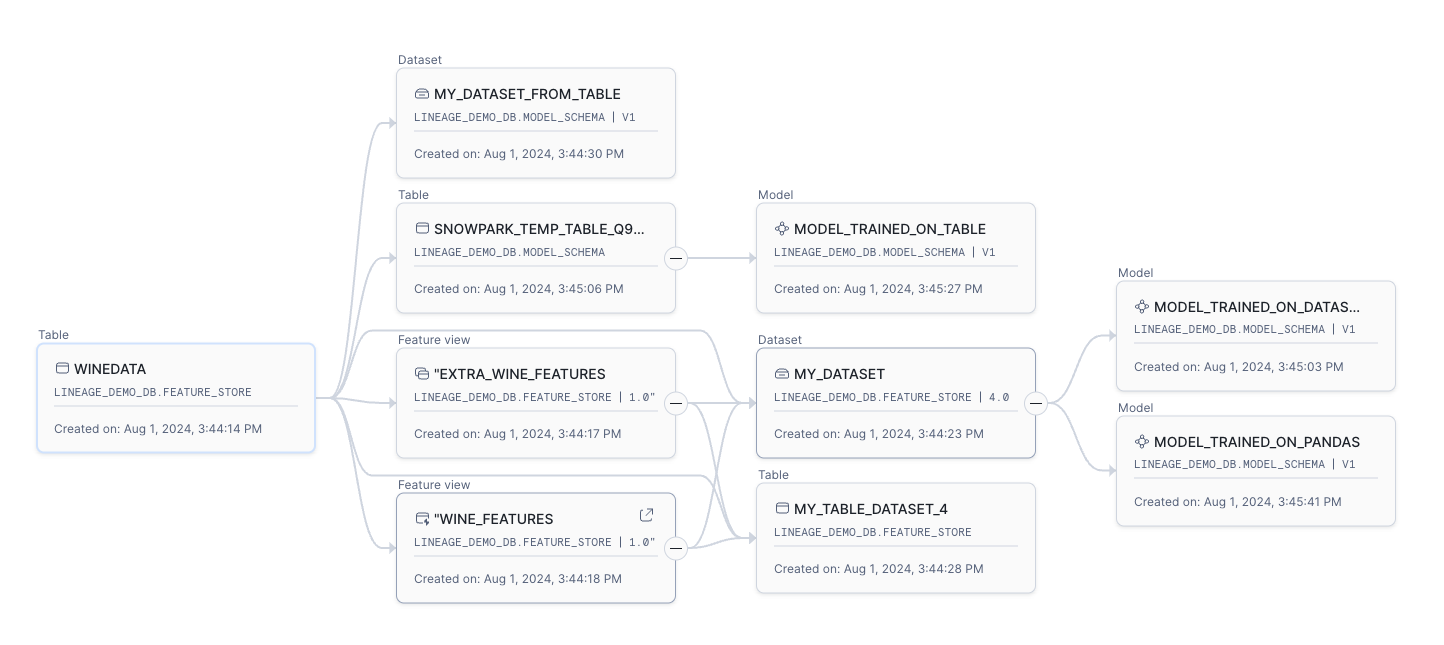 Table
WINEDATA
LINEAGE_DEMO_DB.FEATURE_STORE
Created on: Aug 1, 2024, 3:44:14 PM
Dataset
MY_DATASET_FROM_TABLE
LINEAGE_DEMO_DB.MODEL_SCHEMA | V1
Created on: Aug 1, 2024, 3:44:30 PM
Table
SNOWPARK_TEMP_TABLE_Q9...
LINEAGE_DEMO_DB.MODEL_SCHEMA
Created on: Aug 1, 2024, 3:45:06 PM
Feature view
"EXTRA_WINE_FEATURES
LINEAGE_DEMO_DB.FEATURE_STORE | 1.0"
Created on: Aug 1, 2024, 3:44:17 PM
Feature view
"WINE_FEATURES
LINEAGE_DEMO_DB.FEATURE_STORE | 1.0"
Created on: Aug 1, 2024, 3:44:18 PM
Model
MODEL_TRAINED_ON_TABLE
LINEAGE_DEMO_DB.MODEL_SCHEMA | V1
Created on: Aug 1, 2024, 3:45:27 PM
Dataset
MY_DATASET
LINEAGE_DEMO_DB.FEATURE_STORE | 4.0
Created on: Aug 1, 2024, 3:44:23 PM
Table
MY_TABLE_DATASET_4
LINEAGE_DEMO_DB.FEATURE_STORE
Created on: Aug 1, 2024, 3:44:28 PM
Model
MODEL_TRAINED_ON_DATAS...
LINEAGE_DEMO_DB.MODEL_SCHEMA | V1
Created on: Aug 1, 2024, 3:45:03 PM
Model
MODEL_TRAINED_ON_PANDAS
LINEAGE_DEMO_DB.MODEL_SCHEMA | V1
Created on: Aug 1, 2024, 3:45:41 PM